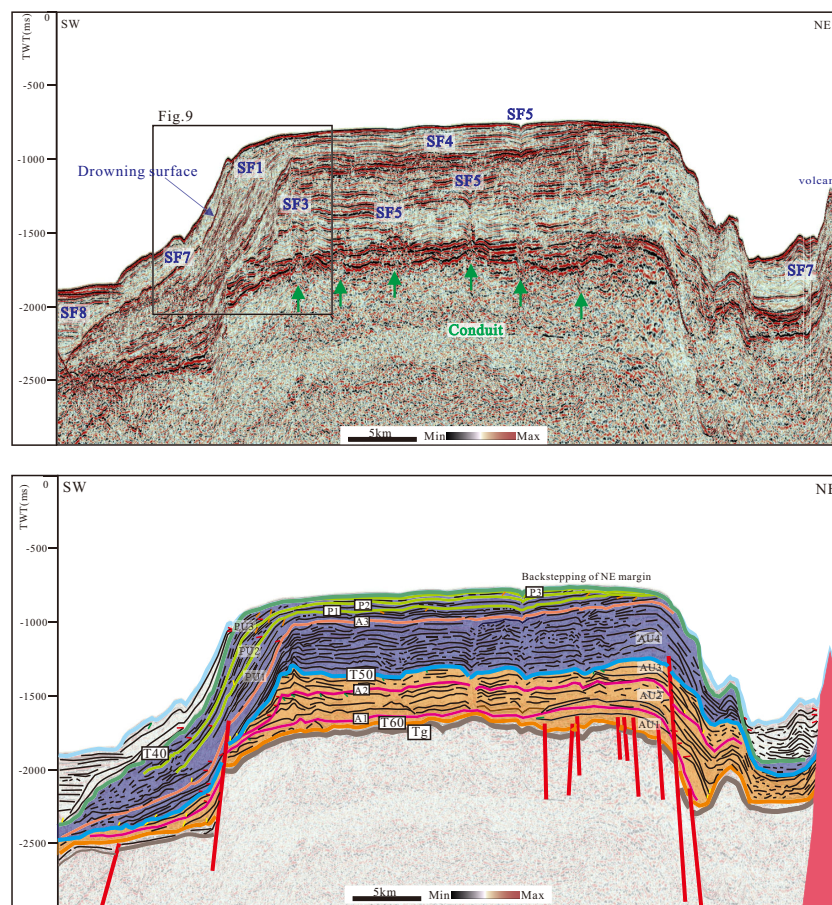 0
SW
NE
TWT(ms)
SF5
-500
Fig.9
SF4
-1000
SF1
Drowning surface
SF5
volcan
SF3
SF5
-1500
SF7
SF7
-2000
SF8
Conduit
-2500
5km
Min
Max
0
SW
NE
TWT(ms)
-500
Backstepping of NE margin
P3
P2
P1
-1000
A3
PU3
PU2
AU4
PU1
T50
AU3
A2
-1500
AU2
A1
T60
AU1
Tg
T40
-2000
-2500
5km
Min
Max